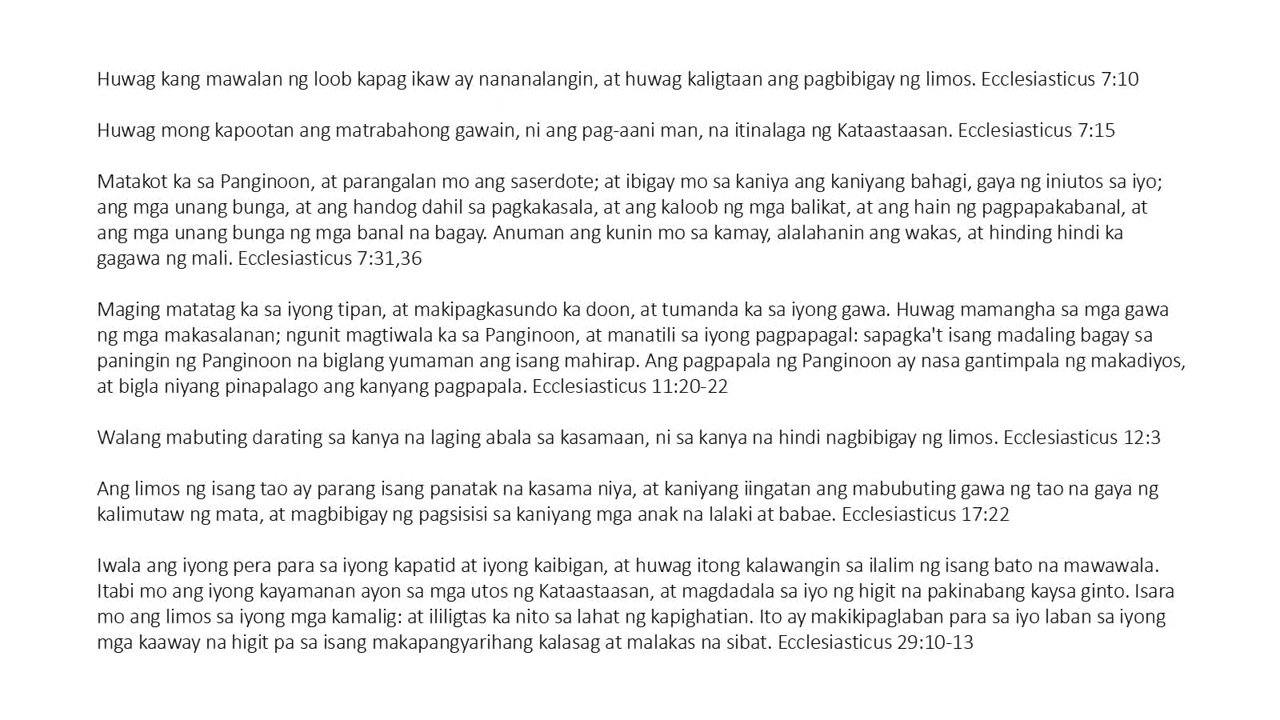 Huwag kang mawalan ng loob kapag ikaw ay nananalangin, at huwag kaligtaan ang pagbibigay ng limos. Ecclesiasticus 7:10
Huwag mong kapootan ang matrabahong gawain, ni ang pag-aani man, na itinalaga ng Kataastaasan. Ecclesiasticus 7:15
Matakot ka sa Panginoon, at parangalan mo ang saserdote; at ibigay mo sa kaniya ang kaniyang bahagi, gaya ng iniutos sa iyo;
ang mga unang bunga, at ang handog dahil sa pagkakasala, at ang kaloob ng mga balikat, at ang hain ng pagpapakabanal, at
ang mga unang bunga ng mga banal na bagay. Anuman ang kunin mo sa kamay, alalahanin ang wakas, at hinding hindi ka
gagawa ng mali. Ecclesiasticus 7:31,36
Maging matatag ka sa iyong tipan, at makipagkasundo ka doon, at tumanda ka sa iyong gawa. Huwag mamangha sa mga gawa
ng mga makasalanan; ngunit magtiwala ka sa Panginoon, at manatili sa iyong pagpapagal: sapagka't isang madaling bagay sa
paningin ng Panginoon na biglang yumaman ang isang mahirap. Ang pagpapala ng Panginoon ay nasa gantimpala ng makadiyos,
at bigla niyang pinapalago ang kanyang pagpapala. Ecclesiasticus 11:20-22
Walang mabuting darating sa kanya na laging abala sa kasamaan, ni sa kanya na hindi nagbibigay ng limos. Ecclesiasticus 12:3
Ang limos ng isang tao ay parang isang panatak na kasama niya, at kaniyang iingatan ang mabubuting gawa ng tao na gaya ng
kalimutaw ng mata, at magbibigay ng pagsisisi sa kaniyang mga anak na lalaki at babae. Ecclesiasticus 17:22
Iwala ang iyong pera para sa iyong kapatid at iyong kaibigan, at huwag itong kalawangin sa ilalim ng isang bato na mawawala.
Itabi mo ang iyong kayamanan ayon sa mga utos ng Kataastaasan, at magdadala sa iyo ng higit na pakinabang kaysa ginto. Isara
mo ang limos sa iyong mga kamalig: at ililigtas ka nito sa lahat ng kapighatian. Ito ay makikipaglaban para sa iyo laban sa iyong
mga kaaway na higit pa sa isang makapangyarihang kalasag at malakas na sibat. Ecclesiasticus 29:10-13